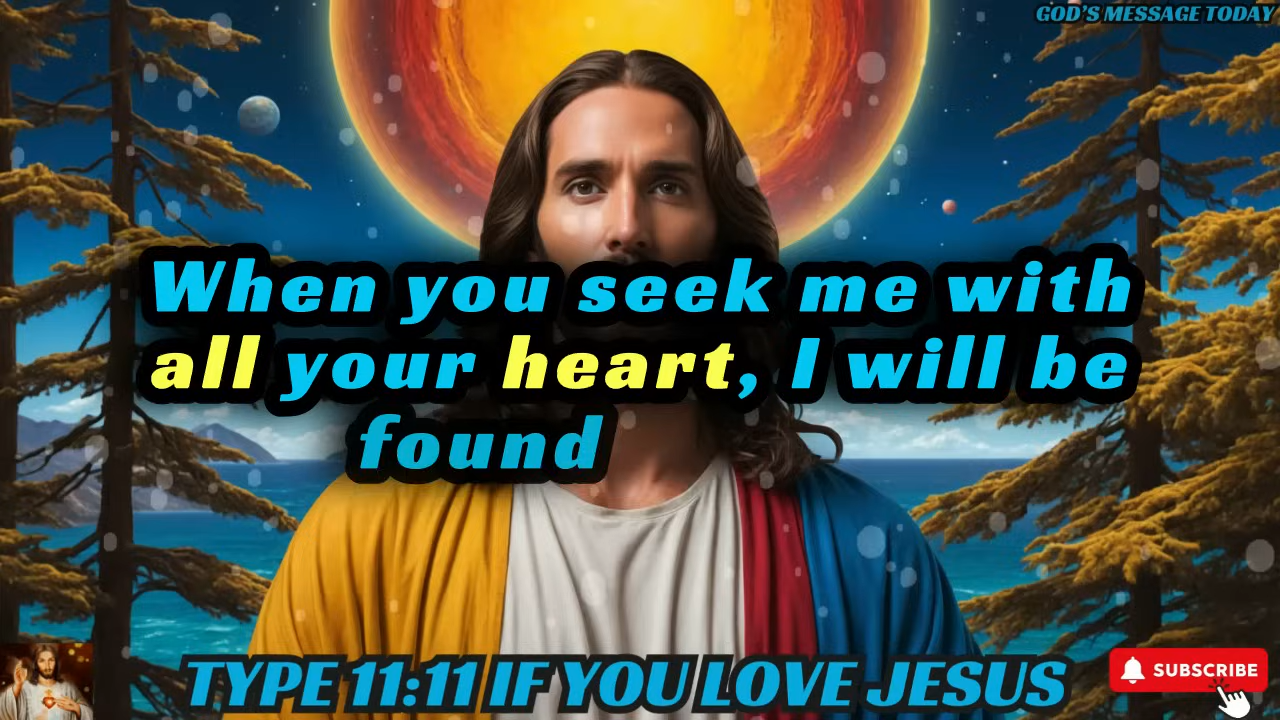 GOD'S MESSAGE TODAY
When you seek me with
all your heart, I will be
found
TYPE 11:11 IF YOU LOVE JESUS
SUBSCRIBE